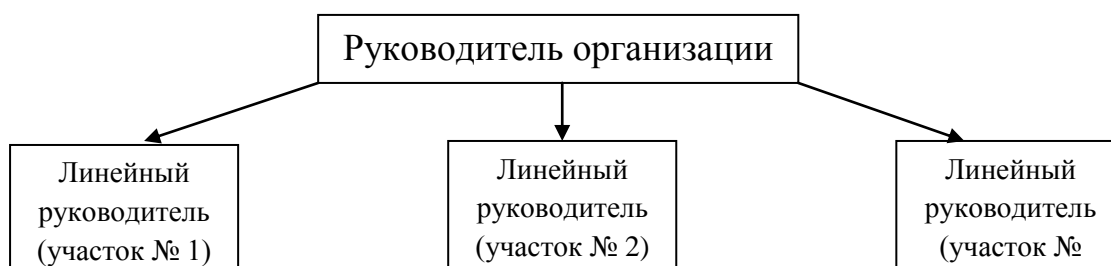 Руководитель организации
Линейный
руководитель
(участок № 1)
Линейный
руководитель
(участок № 2)
Линейный
руководитель
(участок №